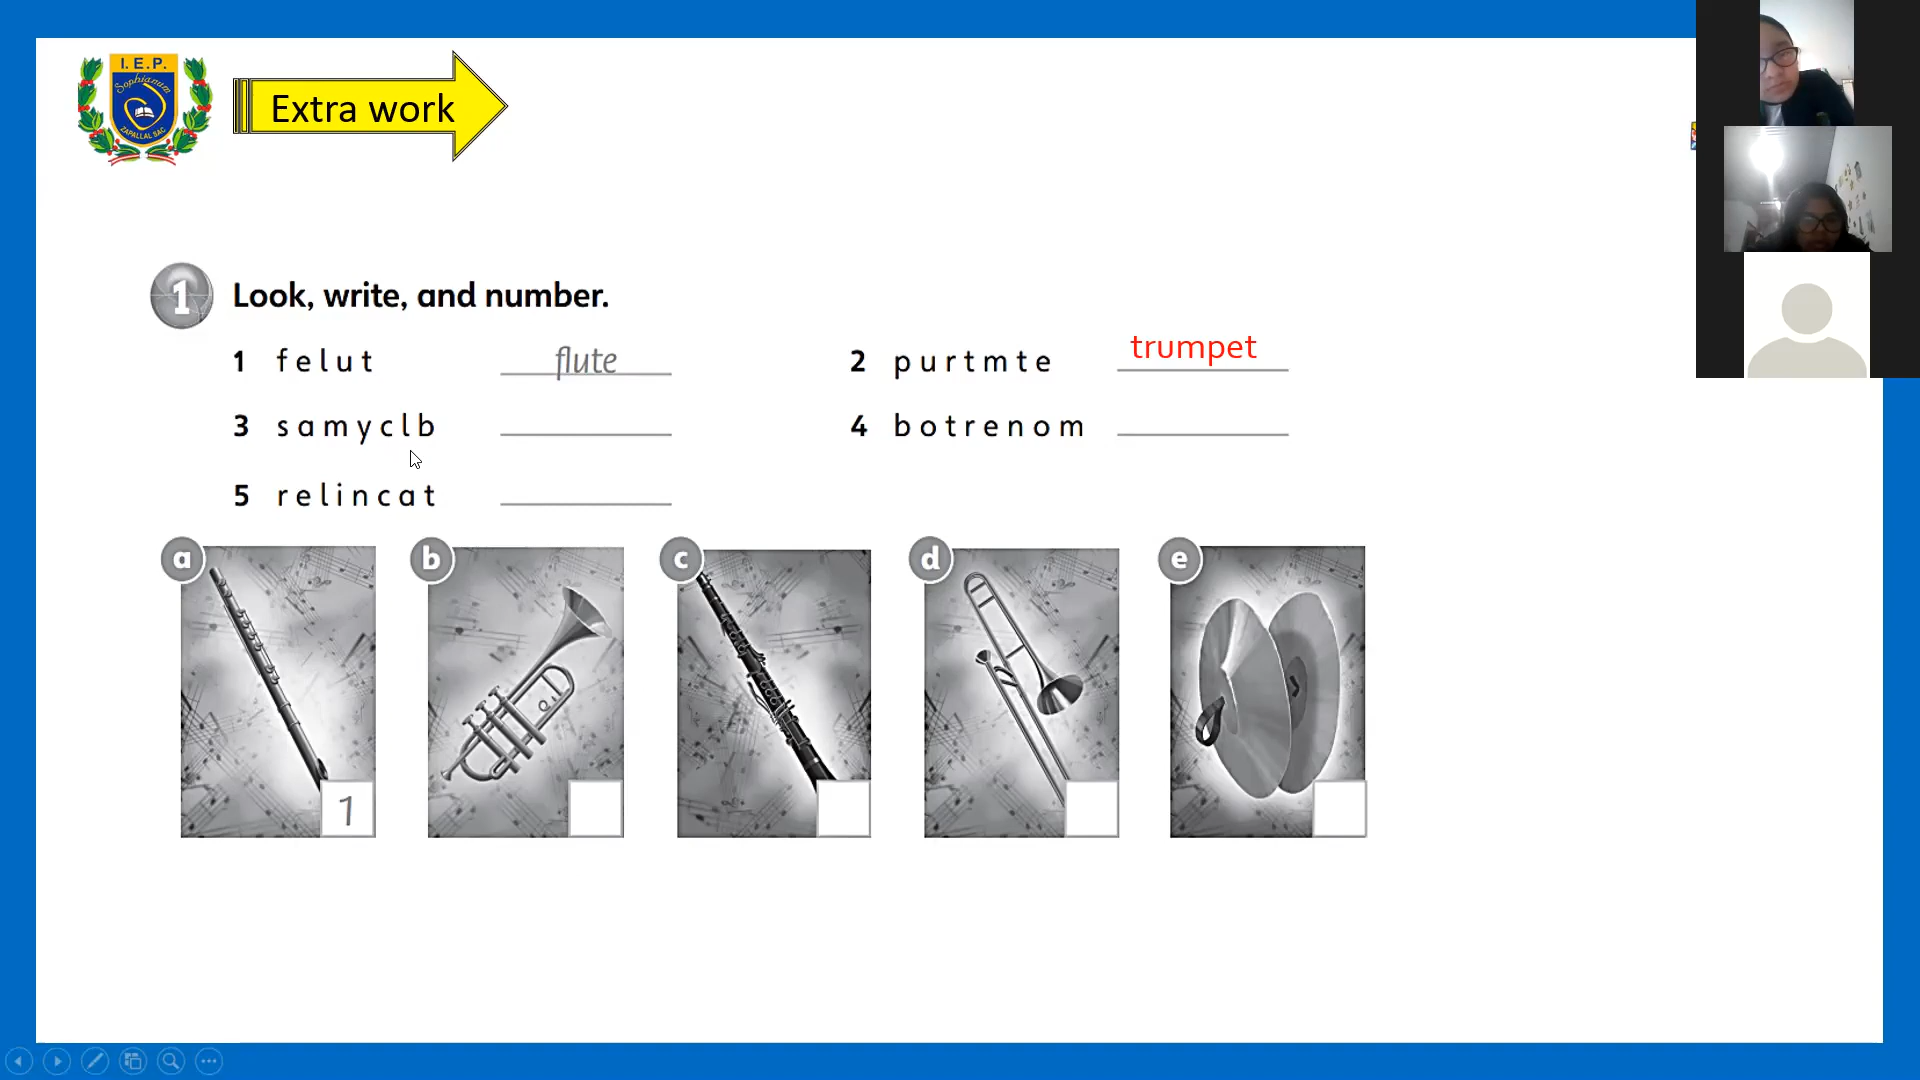 I.E.P.
Sophianum
ZAPALLAL SAC
Extra work
1 Look, write, and number.
1 felut flute 2 purtmte trumpet
3 samyclb 4 botrenom
5 relincat
a b c d e
1